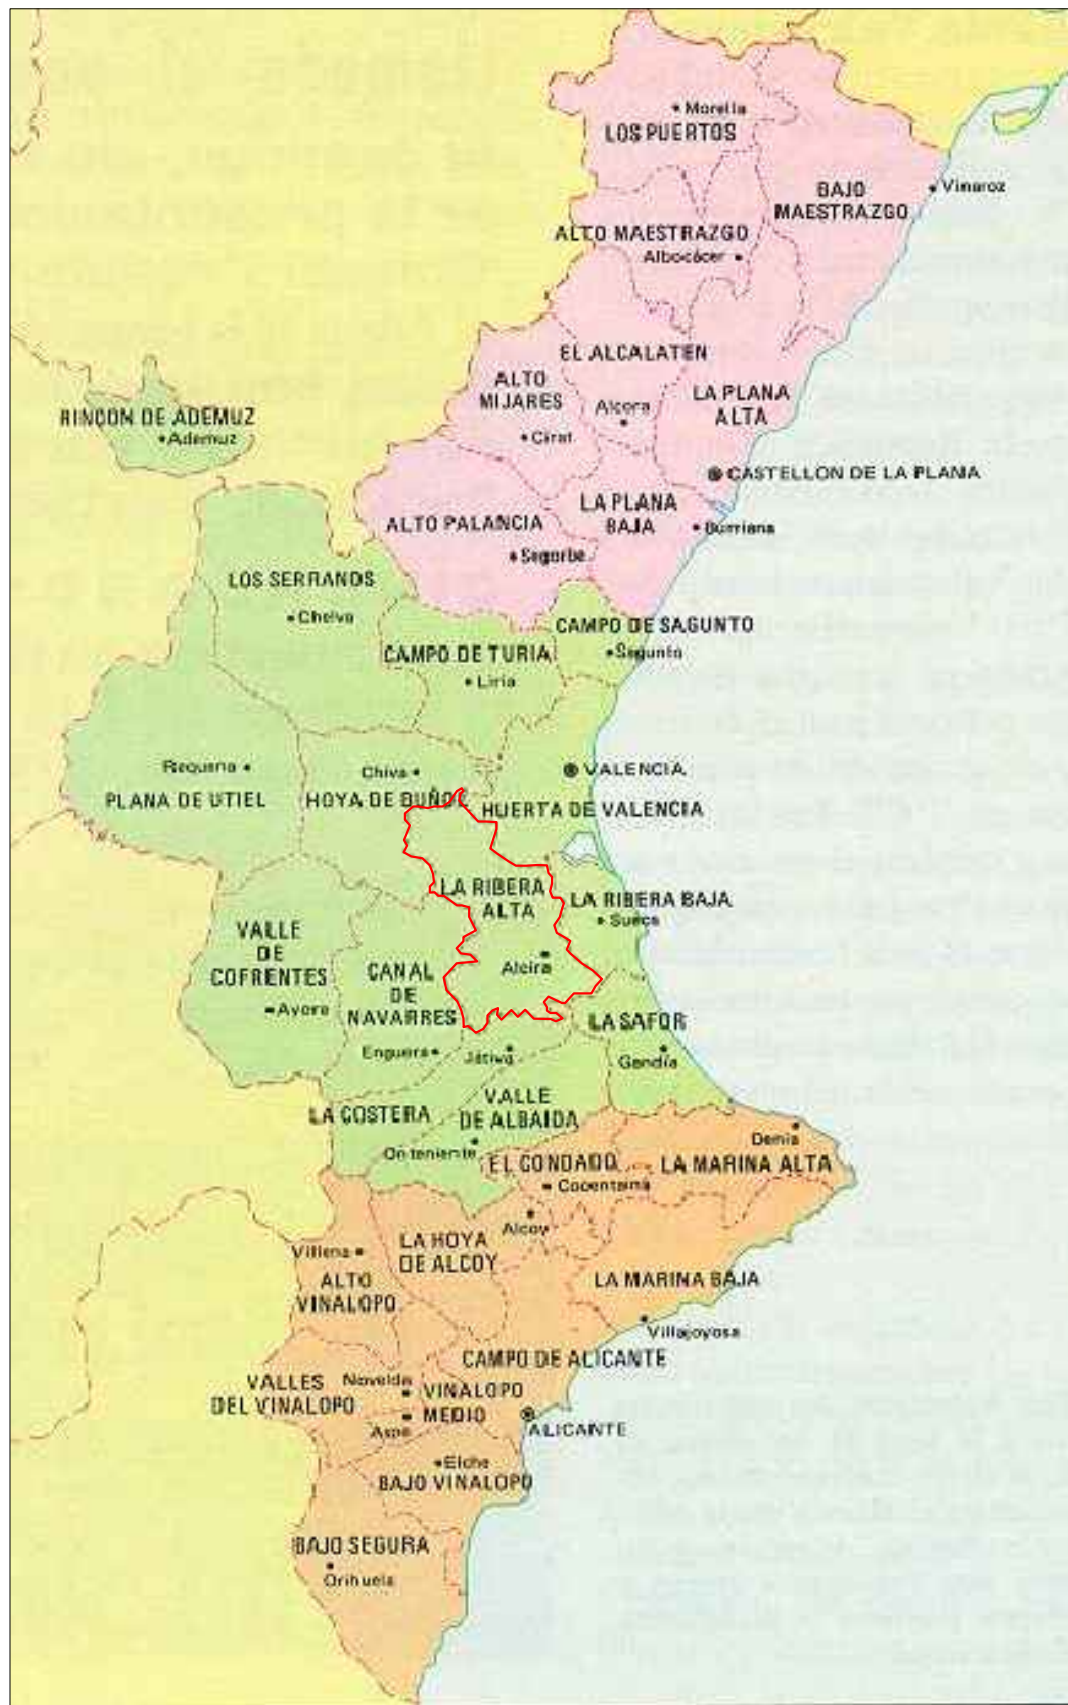 Morella
LOS PUERTOS
BAJO
MAESTRAZGO
Vinaroz
ALTO MAESTRAZGO
Albocácer
EL ALCALATEN
ALTO
MIJARES
LA PLANA
ALTA
Alcora
Cirat
RINCON DE ADEMUZ
Ademuz
CASTELLON DE LA PLANA
LA PLANA
BAJA
ALTO PALANCIA
Burriana
Segorbe
LOS SERRANOS
Chelva
CAMPO DE SAGUNTO
Sagunto
CAMPO DE TURIA
Liria
Requena
Chiva
VALENCIA
PLANA DE UTIEL
HOYA DE BUÑOL
HUERTA DE VALENCIA
LA RIBERA
ALTA
LA RIBERA BAJA
Sueca
VALLE
DE
COFRENTES
Alcira
CANAL
DE
NAVARRES
Ayora
LA SAFOR
Enguera
Játiva
Gandía
VALLE
DE ALBAIDA
LA COSTERA
Onteniente
Denia
EL CONDADO
LA MARINA ALTA
Cocentaina
Alcoy
LA HOYA
DE ALCOY
Villena
ALTO
VINALOPO
LA MARINA BAJA
Villajoyosa
CAMPO DE ALICANTE
VALLES
DEL VINALOPO
Novelda
VINALOPO
MEDIO
Aspe
ALICANTE
Elche
BAJO VINALOPO
BAJO SEGURA
Orihuela